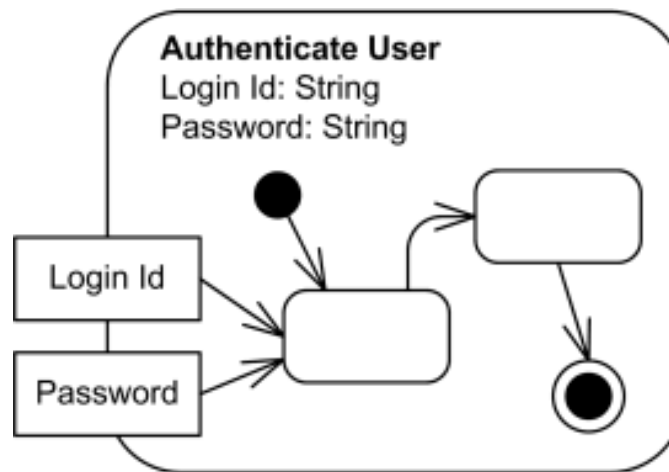 Authenticate User
Login Id: String
Password: String
Login Id
Password